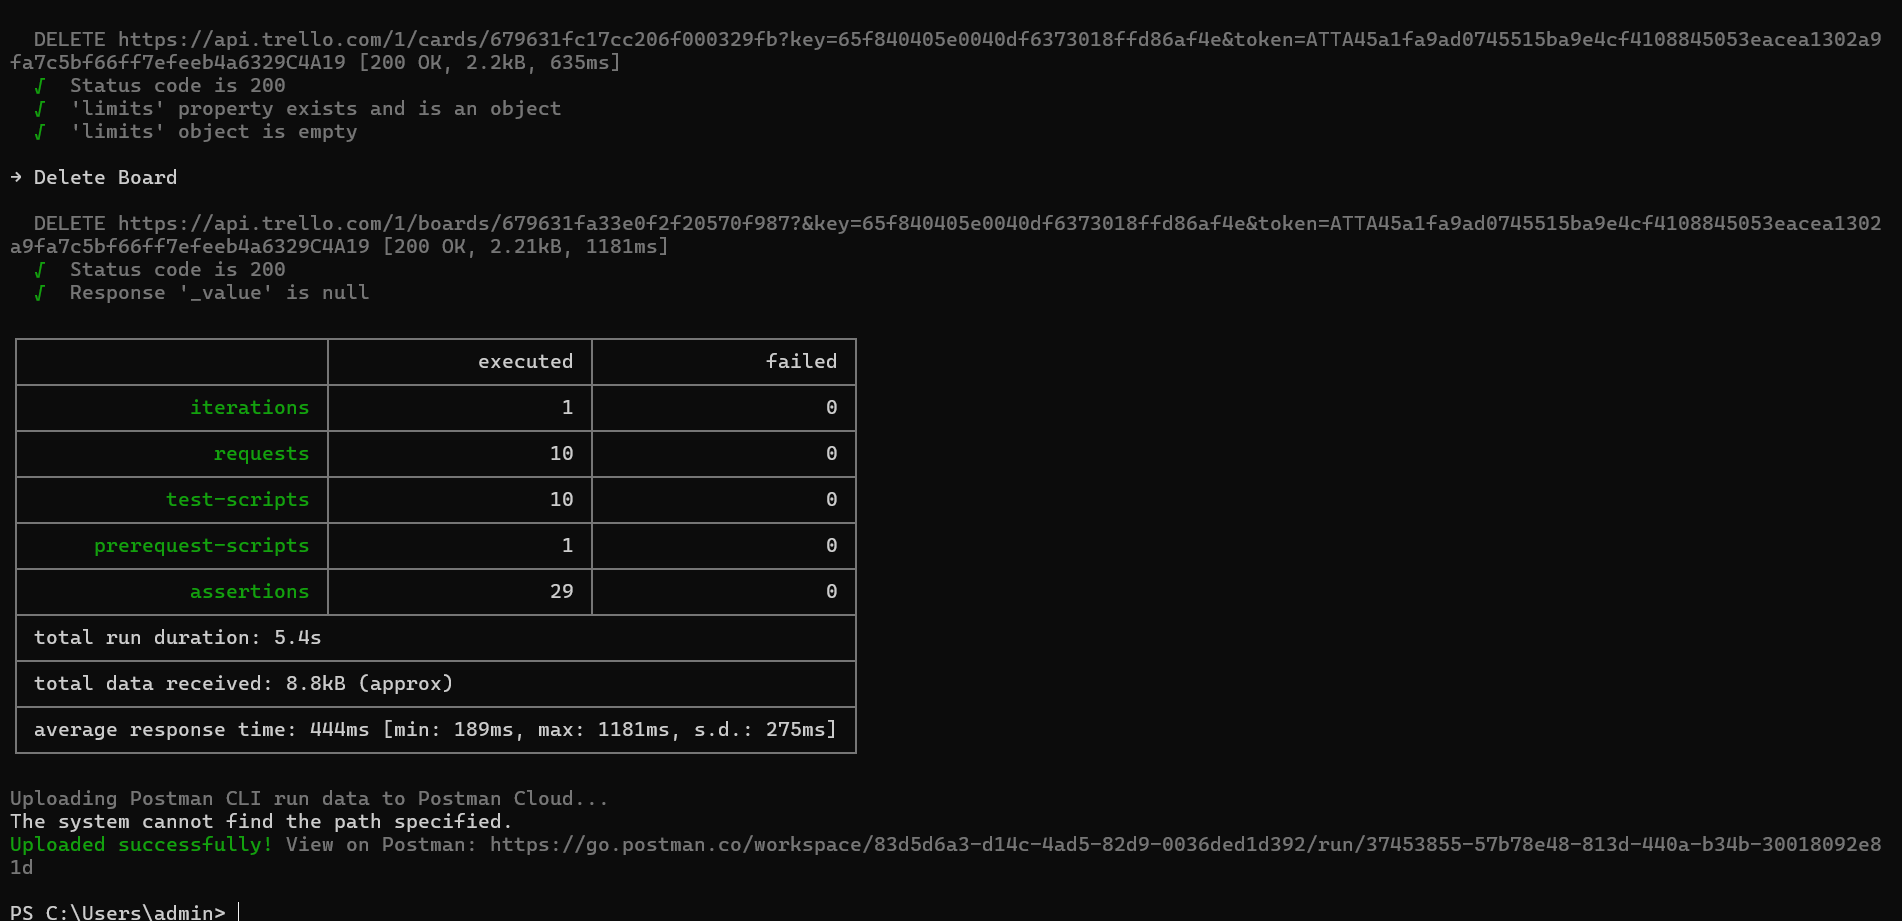 DELETE https://api.trello.com/1/cards/679631fc17cc206f000329fb?key=65f840405e0040df6373018ffd86af4e&token=ATTA45a1fa9ad0745515ba9e4cf4108845053eacea1302a9
fa7c5bf66ff7efeeb4a6329C4A19 [200 OK, 2.2kB, 635ms]
√ Status code is 200
√ 'limits' property exists and is an object
√ 'limits' object is empty
→ Delete Board
DELETE https://api.trello.com/1/boards/679631fa33e0f2f20570f987?&key=65f840405e0040df6373018ffd86af4e&token=ATTA45a1fa9ad0745515ba9e4cf4108845053eacea1302
a9fa7c5bf66ff7efeeb4a6329C4A19 [200 OK, 2.21kB, 1181ms]
√ Status code is 200
√ Response '_value' is null
executed failed
iterations 1 0
requests 10 0
test-scripts 10 0
prerequest-scripts 1 0
assertions 29 0
total run duration: 5.4s
total data received: 8.8kB (approx)
average response time: 444ms [min: 189ms, max: 1181ms, s.d.: 275ms]
Uploading Postman CLI run data to Postman Cloud...
The system cannot find the path specified.
Uploaded successfully! View on Postman: https://go.postman.co/workspace/83d5d6a3-d14c-4ad5-82d9-0036ded1d392/run/37453855-57b78e48-813d-440a-b34b-30018092e8
1d
PS C:\Users\admin>